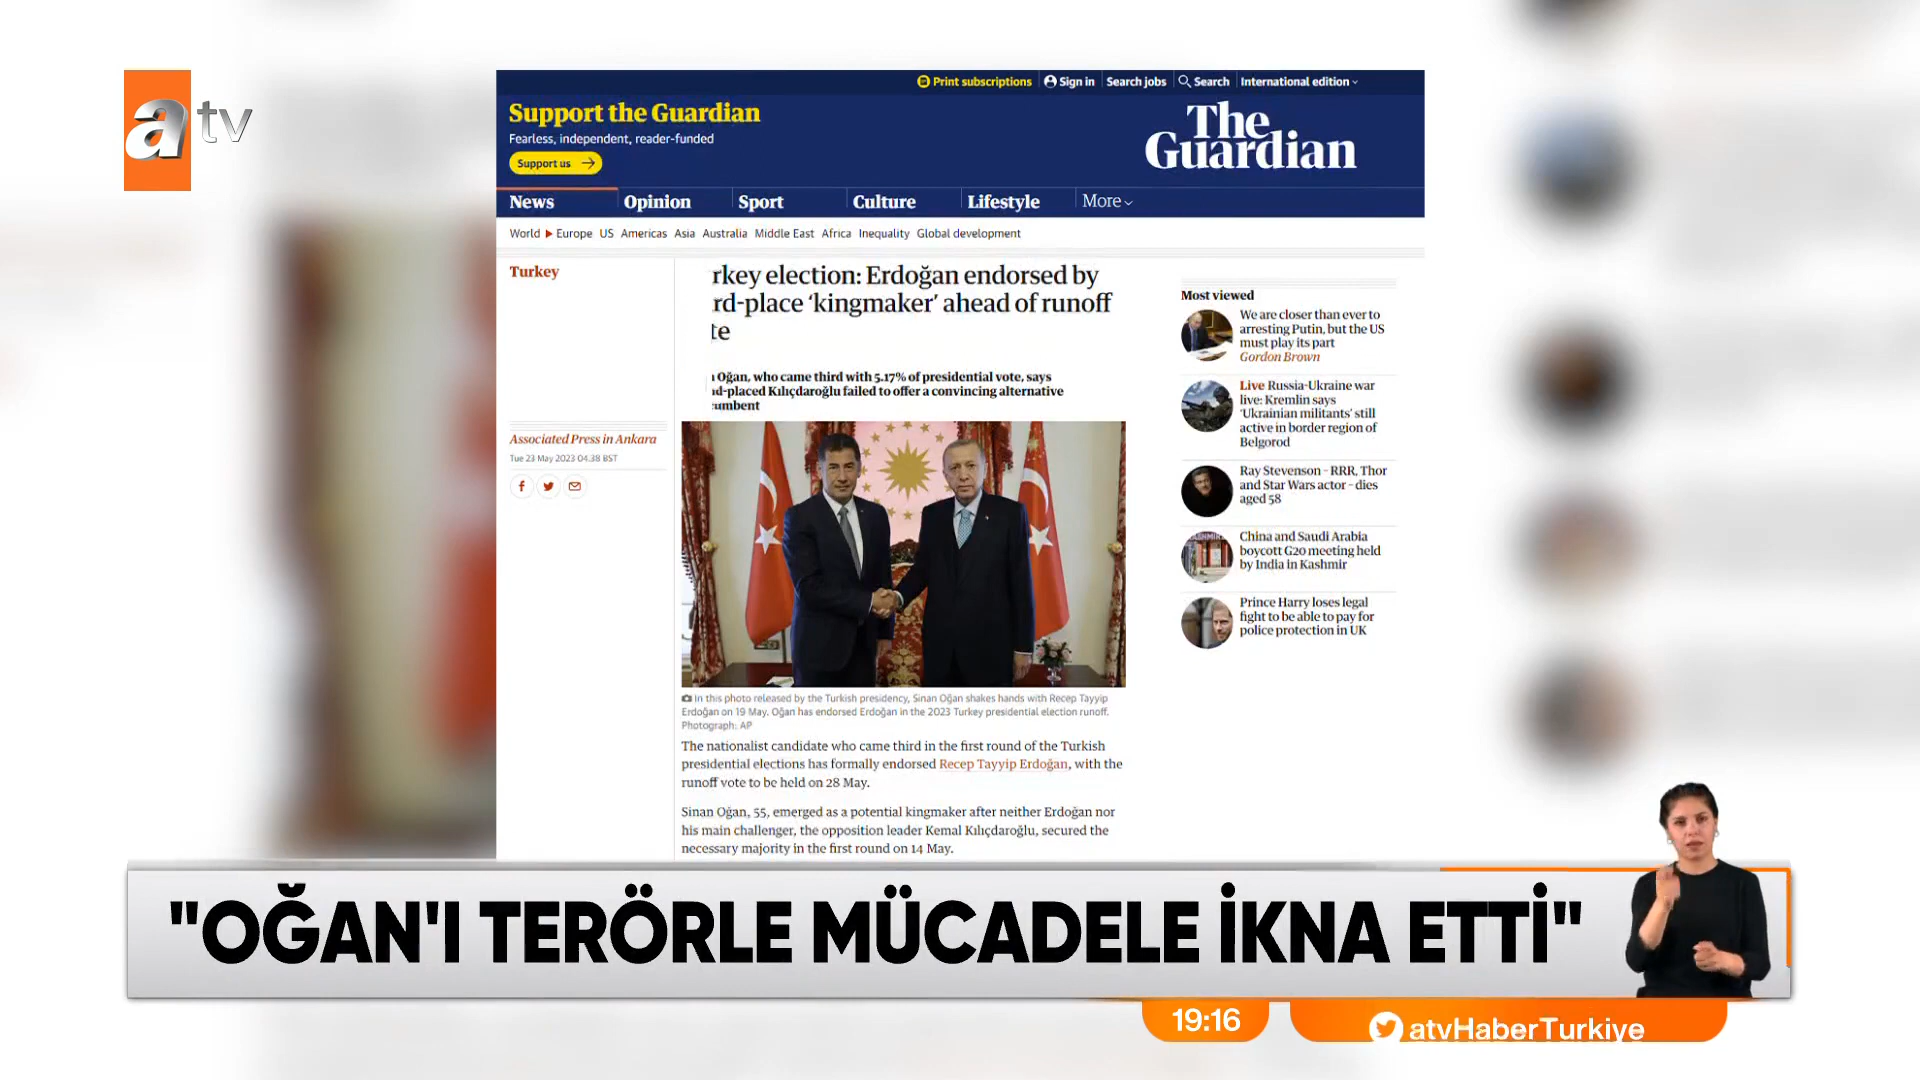 a tv
Print subscriptions
Sign in
Search jobs
Search
International edition
Support the Guardian
Fearless, independent, reader-funded
Support us
The
Guardian
News
Opinion
Sport
Culture
Lifestyle
More
World Europe US Americas Asia Australia Middle East Africa Inequality Global development
Turkey
rkey election: Erdoğan endorsed by
rd-place ‘kingmaker’ ahead of runoff
te
Oğan, who came third with 5.17% of presidential vote, says
nd-placed Kılıçdaroğlu failed to offer a convincing alternative
cumbent
Associated Press in Ankara
Tue 23 May 2023 04.38 BST
In this photo released by the Turkish presidency, Sinan Oğan shakes hands with Recep Tayyip
Erdoğan on 19 May. Oğan has endorsed Erdoğan in the 2023 Turkey presidential election runoff.
Photograph: AP
The nationalist candidate who came third in the first round of the Turkish
presidential elections has formally endorsed Recep Tayyip Erdoğan, with the
runoff vote to be held on 28 May.
Sinan Oğan, 55, emerged as a potential kingmaker after neither Erdoğan nor
his main challenger, the opposition leader Kemal Kılıçdaroğlu, secured the
necessary majority in the first round on 14 May.
Most viewed
We are closer than ever to
arresting Putin, but the US
must play its part
Gordon Brown
Live Russia-Ukraine war
live: Kremlin says
‘Ukrainian militants’ still
active in border region of
Belgorod
Ray Stevenson – RRR, Thor
and Star Wars actor – dies
aged 58
China and Saudi Arabia
boycott G20 meeting held
by India in Kashmir
Prince Harry loses legal
fight to be able to pay for
police protection in UK
"OĞAN'I TERÖRLE MÜCADELE İKNA ETTİ"
19:16
atvHaberTurkiye